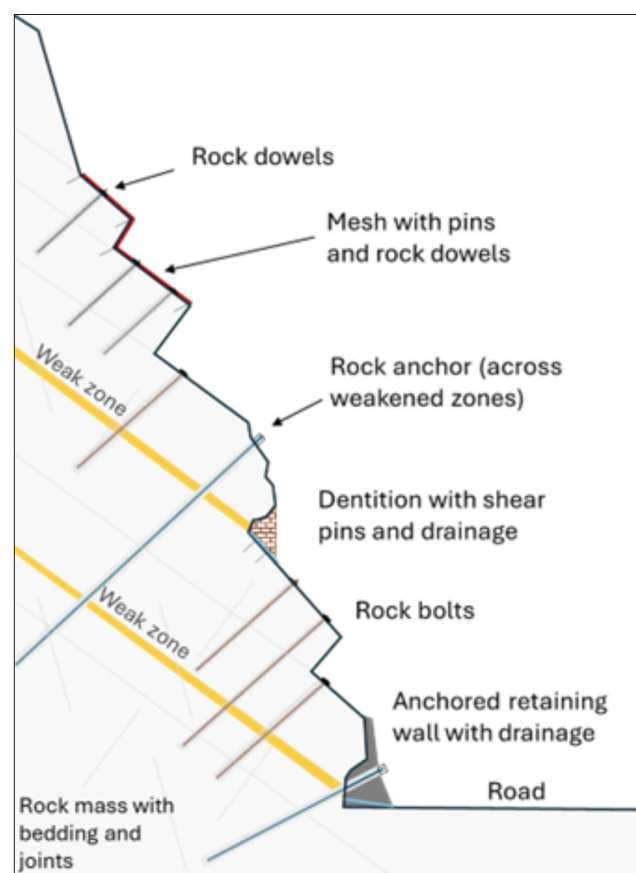 Rock dowels
Mesh with pins
and rock dowels
Weak zone
Rock anchor (across
weakened zones)
Dentition with shear
pins and drainage
Weak zone
Rock bolts
Anchored retaining
wall with drainage
Road
Rock mass with
bedding and
joints